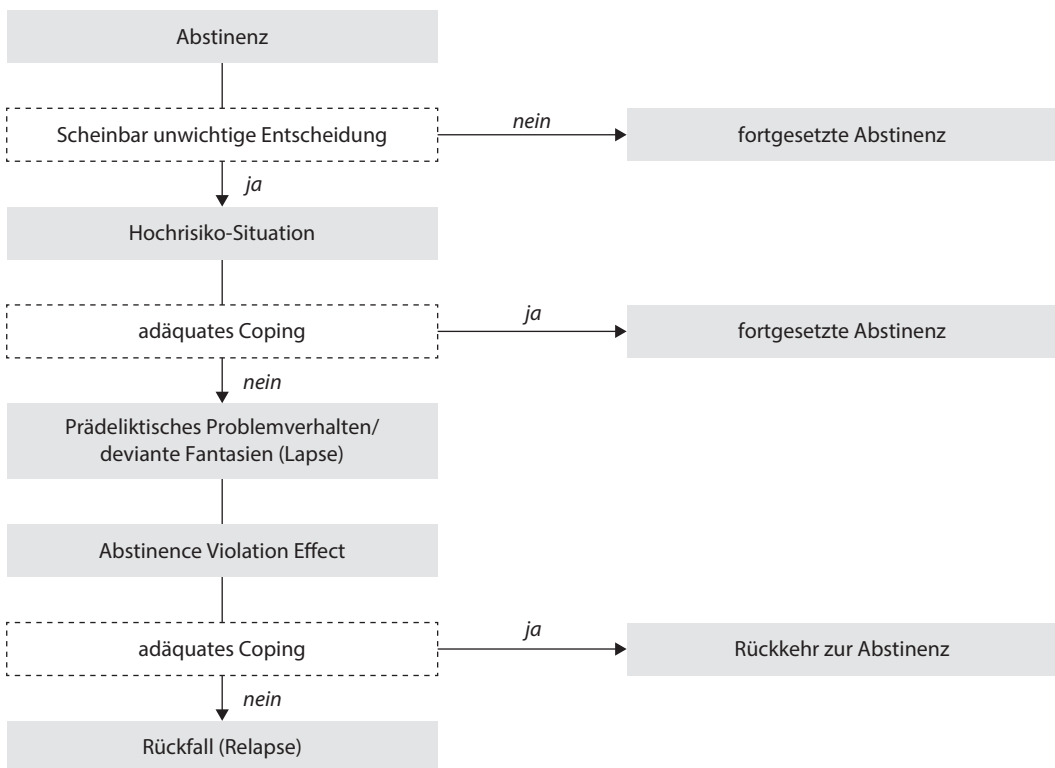 Abstinenz
Scheinbar unwichtige Entscheidung
nein
fortgesetzte Abstinenz
ja
Hochrisiko-Situation
adäquates Coping
ja
fortgesetzte Abstinenz
nein
Prädeliktisches Problemverhalten/
deviante Fantasien (Lapse)
Abstinence Violation Effect
adäquates Coping
ja
Rückkehr zur Abstinenz
nein
Rückfall (Relapse)